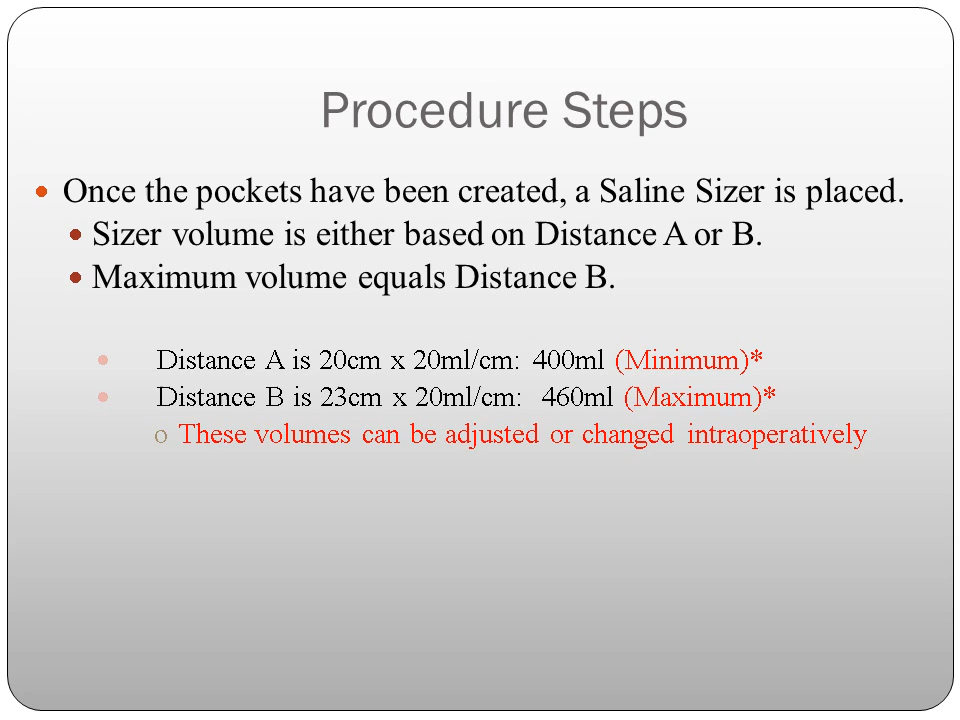 Procedure Steps
Once the pockets have been created, a Saline Sizer is placed.
Sizer volume is either based on Distance A or B.
Maximum volume equals Distance B.
Distance A is 20cm x 20ml/cm: 400ml (Minimum)*
Distance B is 23cm x 20ml/cm: 460ml (Maximum)*
These volumes can be adjusted or changed intraoperatively